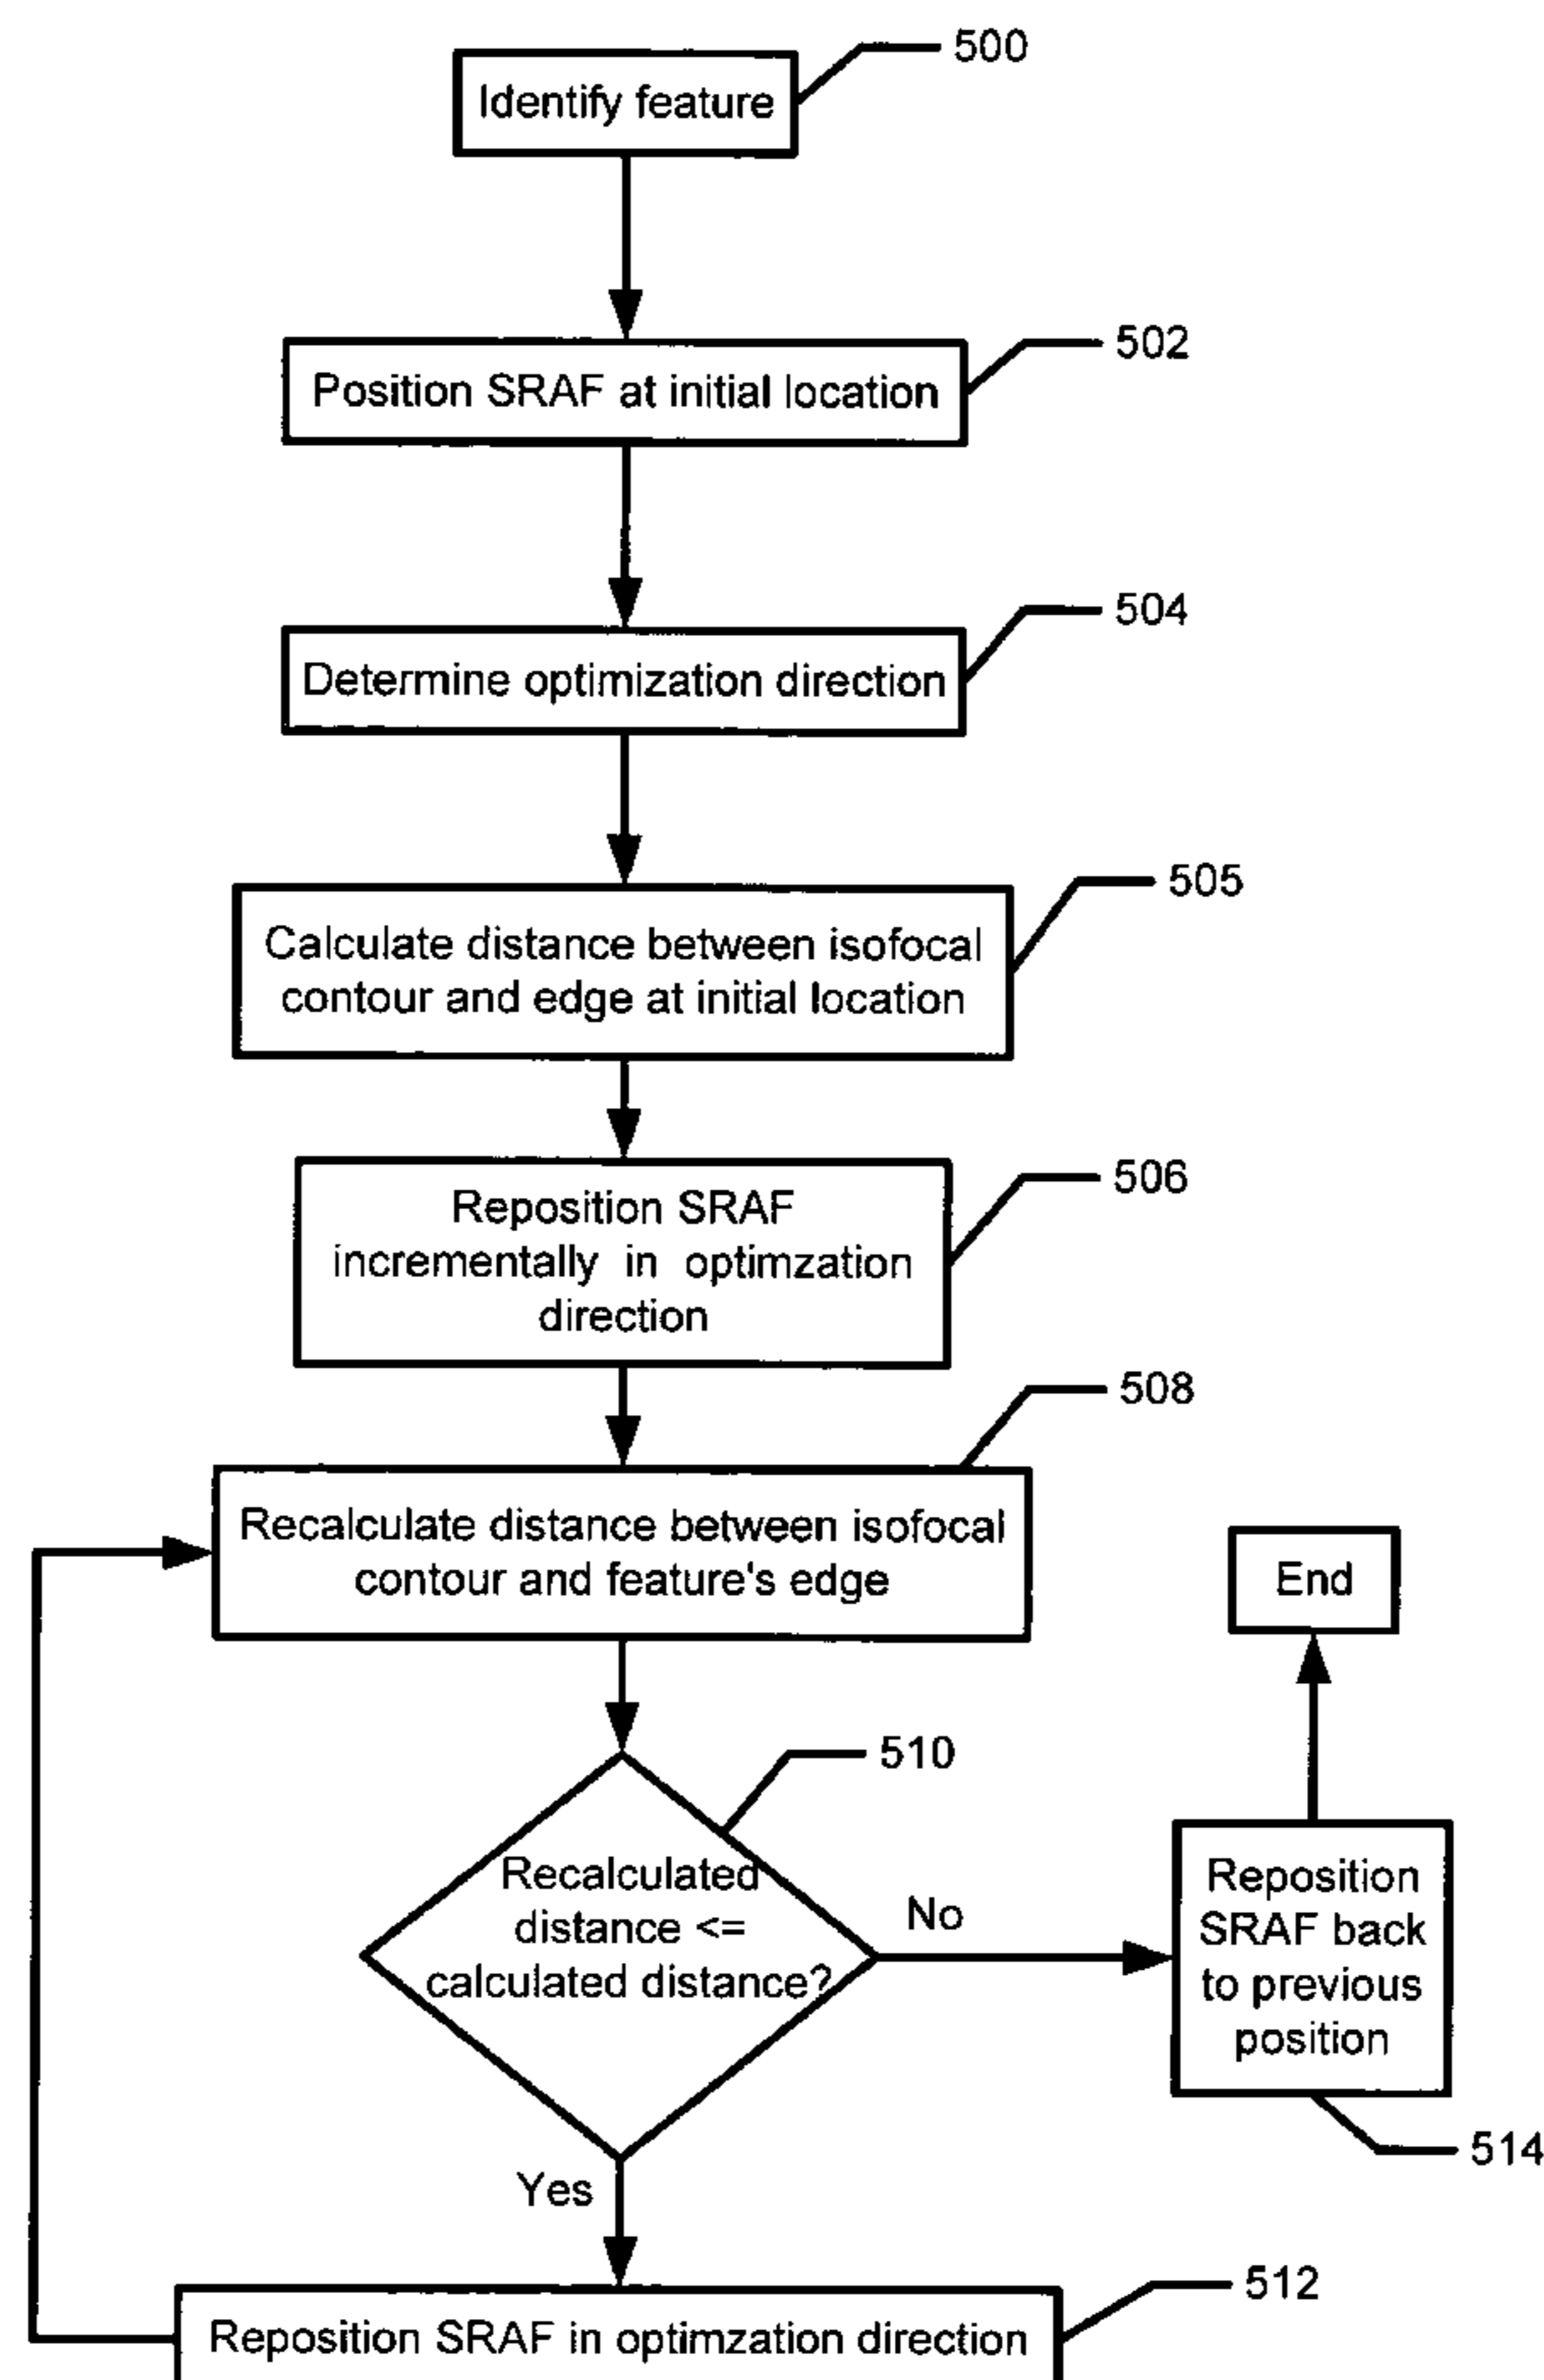 500
Identify feature
502
Position SRAF at initial location
504
Determine optimization direction
505
Calculate distance between isofocal
contour and edge at initial location
506
Reposition SRAF
incrementally in optimzation
direction
508
Recalculate distance between isofocal
contour and feature's edge
End
510
Recalculated
distance <=
calculated distance?
No
Reposition
SRAF back
to previous
position
514
Yes
512
Reposition SRAF in optimzation direction